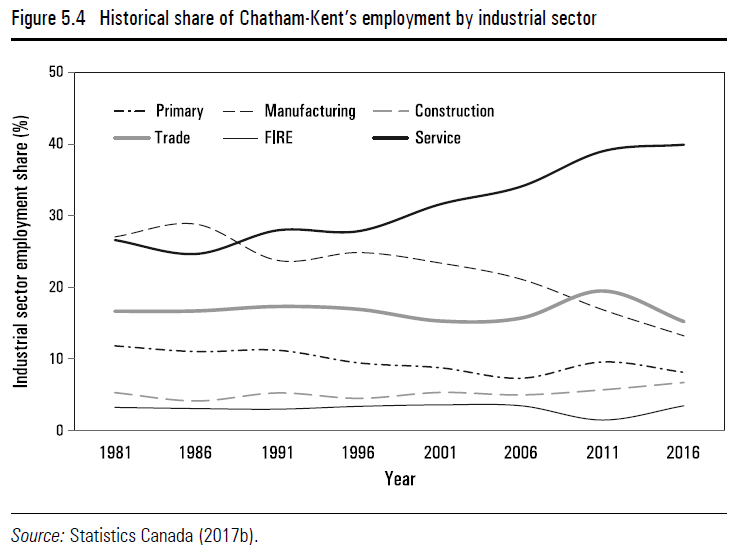 Figure 5.4 Historical share of Chatham-Kent's employment by industrial sector
50
Primary Manufacturing Construction
Trade FIRE Service
40
30
20
10
0
Industrial sector employment share (%)
1981 1986 1991 1996 2001 2006 2011 2016
Year
Source: Statistics Canada (2017b).